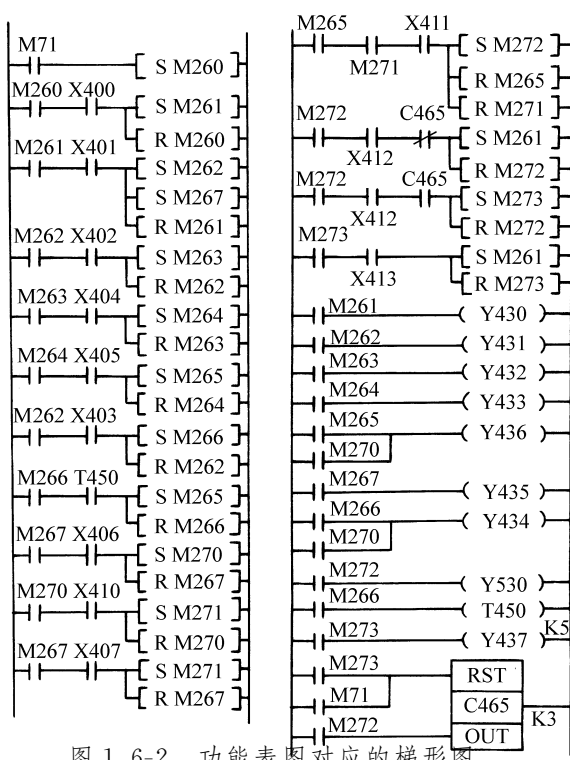 M71
S M260
M260 X400
S M261
R M260
M261 X401
S M262
S M267
R M261
M262 X402
S M263
R M262
M263 X404
S M264
R M263
M264 X405
S M265
R M264
M262 X403
S M266
R M262
M266 T450
S M265
R M266
M267 X406
S M270
R M267
M270 X410
S M271
R M270
M267 X407
S M271
R M267
M265 X411
M271
S M272
R M265
R M271
M272 C465
X412
S M261
R M272
M272 C465
X412
S M273
R M272
M273
X413
S M261
R M273
M261 Y430
M262 Y431
M263 Y432
M264 Y433
M265 Y436
M270
M267 Y435
M266 Y434
M270
M272 Y530
M266 T450
K5
M273 Y437
M273 RST
M71 C465
K3
M272 OUT
图 1.6-2 功能表图对应的梯形图